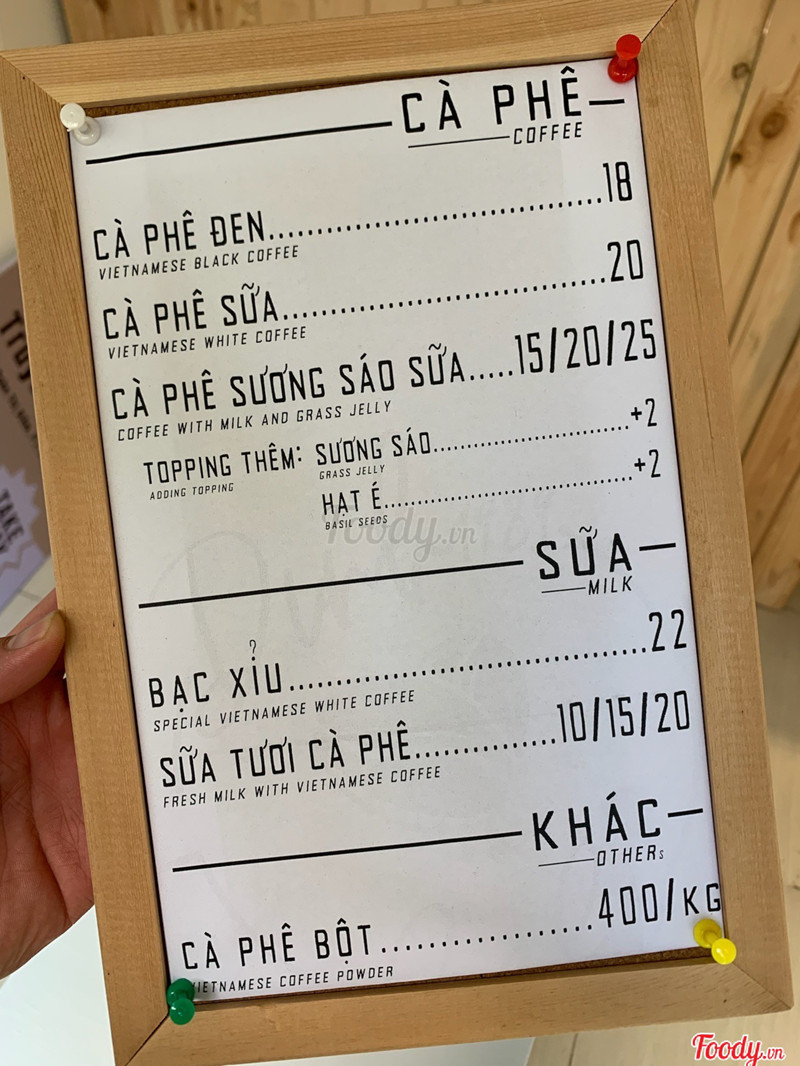 CÀ PHÊ
COFFEE
CÀ PHÊ ĐEN..........18
VIETNAMESE BLACK COFFEE
CÀ PHÊ SỮA..........20
VIETNAMESE WHITE COFFEE
CÀ PHÊ SƯƠNG SÁO SỮA.....15/20/25
COFFEE WITH MILK AND GRASS JELLY
TOPPING THÊM: SƯƠNG SÁO..........+2
ADDING TOPPING GRASS JELLY
HẠT É..........+2
BASIL SEEDS
Foody.vn
SỮA
MILK
BẠC XỈU..........22
SPECIAL VIETNAMESE WHITE COFFEE
SỮA TƯƠI CÀ PHÊ..........10/15/20
FRESH MILK WITH VIETNAMESE COFFEE
KHÁC
OTHERs
CÀ PHÊ BỘT..........400/KG
VIETNAMESE COFFEE POWDER
TAKE
Foody.vn